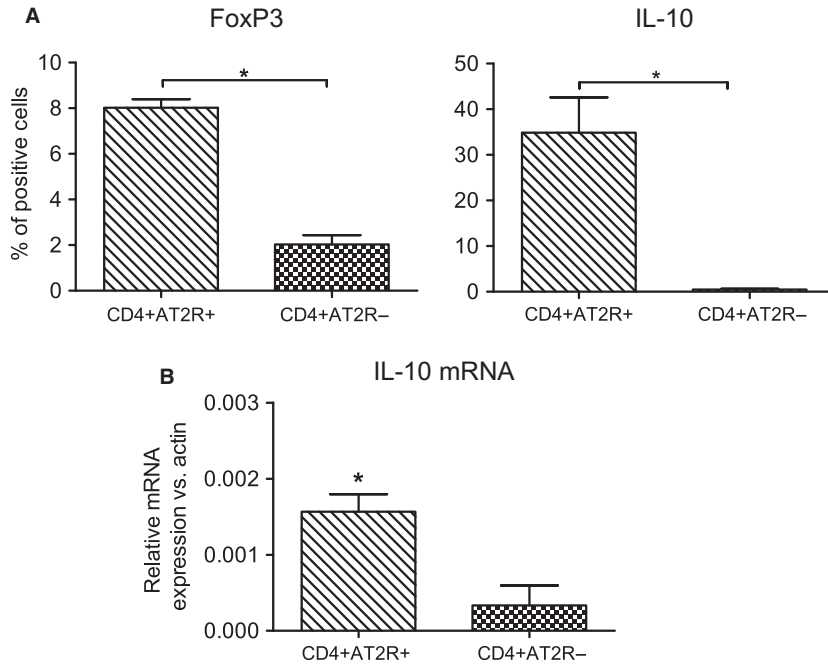 A
FoxP3
IL-10
% of positive cells
10
8
6
4
2
0
*
CD4+AT2R+
CD4+AT2R–
50
40
30
20
10
0
*
CD4+AT2R+
CD4+AT2R–
B
IL-10 mRNA
Relative mRNA
expression vs. actin
0.003
0.002
0.001
0.000
*
CD4+AT2R+
CD4+AT2R–